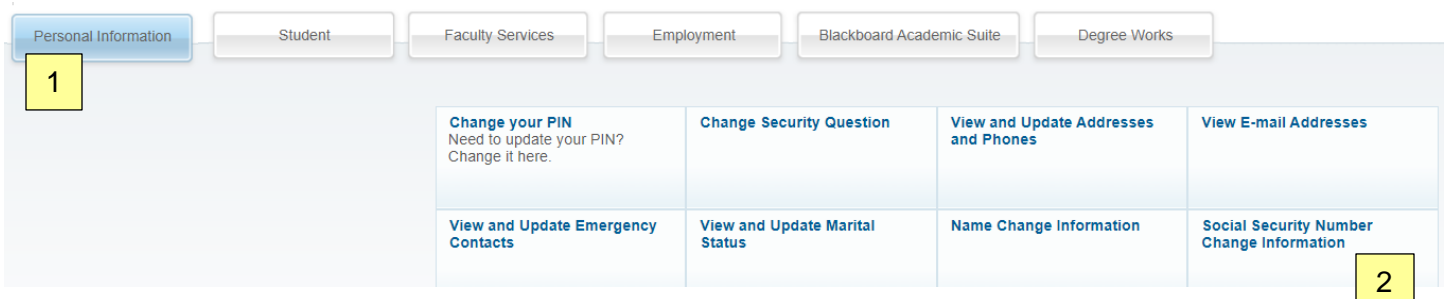 Personal Information
Student
Faculty Services
Employment
Blackboard Academic Suite
Degree Works
1
Change your PIN
Need to update your PIN?
Change it here.
Change Security Question
View and Update Addresses
and Phones
View E-mail Addresses
View and Update Emergency
Contacts
View and Update Marital
Status
Name Change Information
Social Security Number
Change Information
2